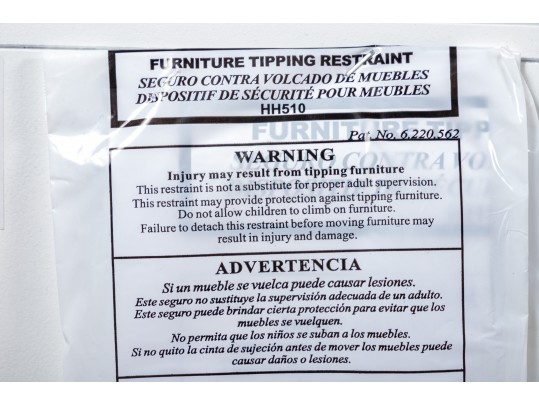 FURNITURE TIPPING RESTRAINT
SEGURO CONTRA VOLCADO DE MUEBLES
DISPOSITIF DE SÉCURITÉ POUR MEUBLES
HH510
Pat. No. 6,220,562
WARNING
Injury may result from tipping furniture
This restraint is not a substitute for proper adult supervision.
This restraint may provide protection against tipping furniture.
Do not allow children to climb on furniture.
Failure to detach this restraint before moving furniture may
result in injury and damage.
ADVERTENCIA
Si un mueble se vuelca puede causar lesiones.
Este seguro no sustituye la supervisión adecuada de un adulto.
Este seguro puede brindar cierta protección para evitar que los
muebles se vuelquen.
No permita que los niños se suban a los muebles.
Si no quito la cinta de sujeción antes de mover los muebles puede
causar daños o lesiones.